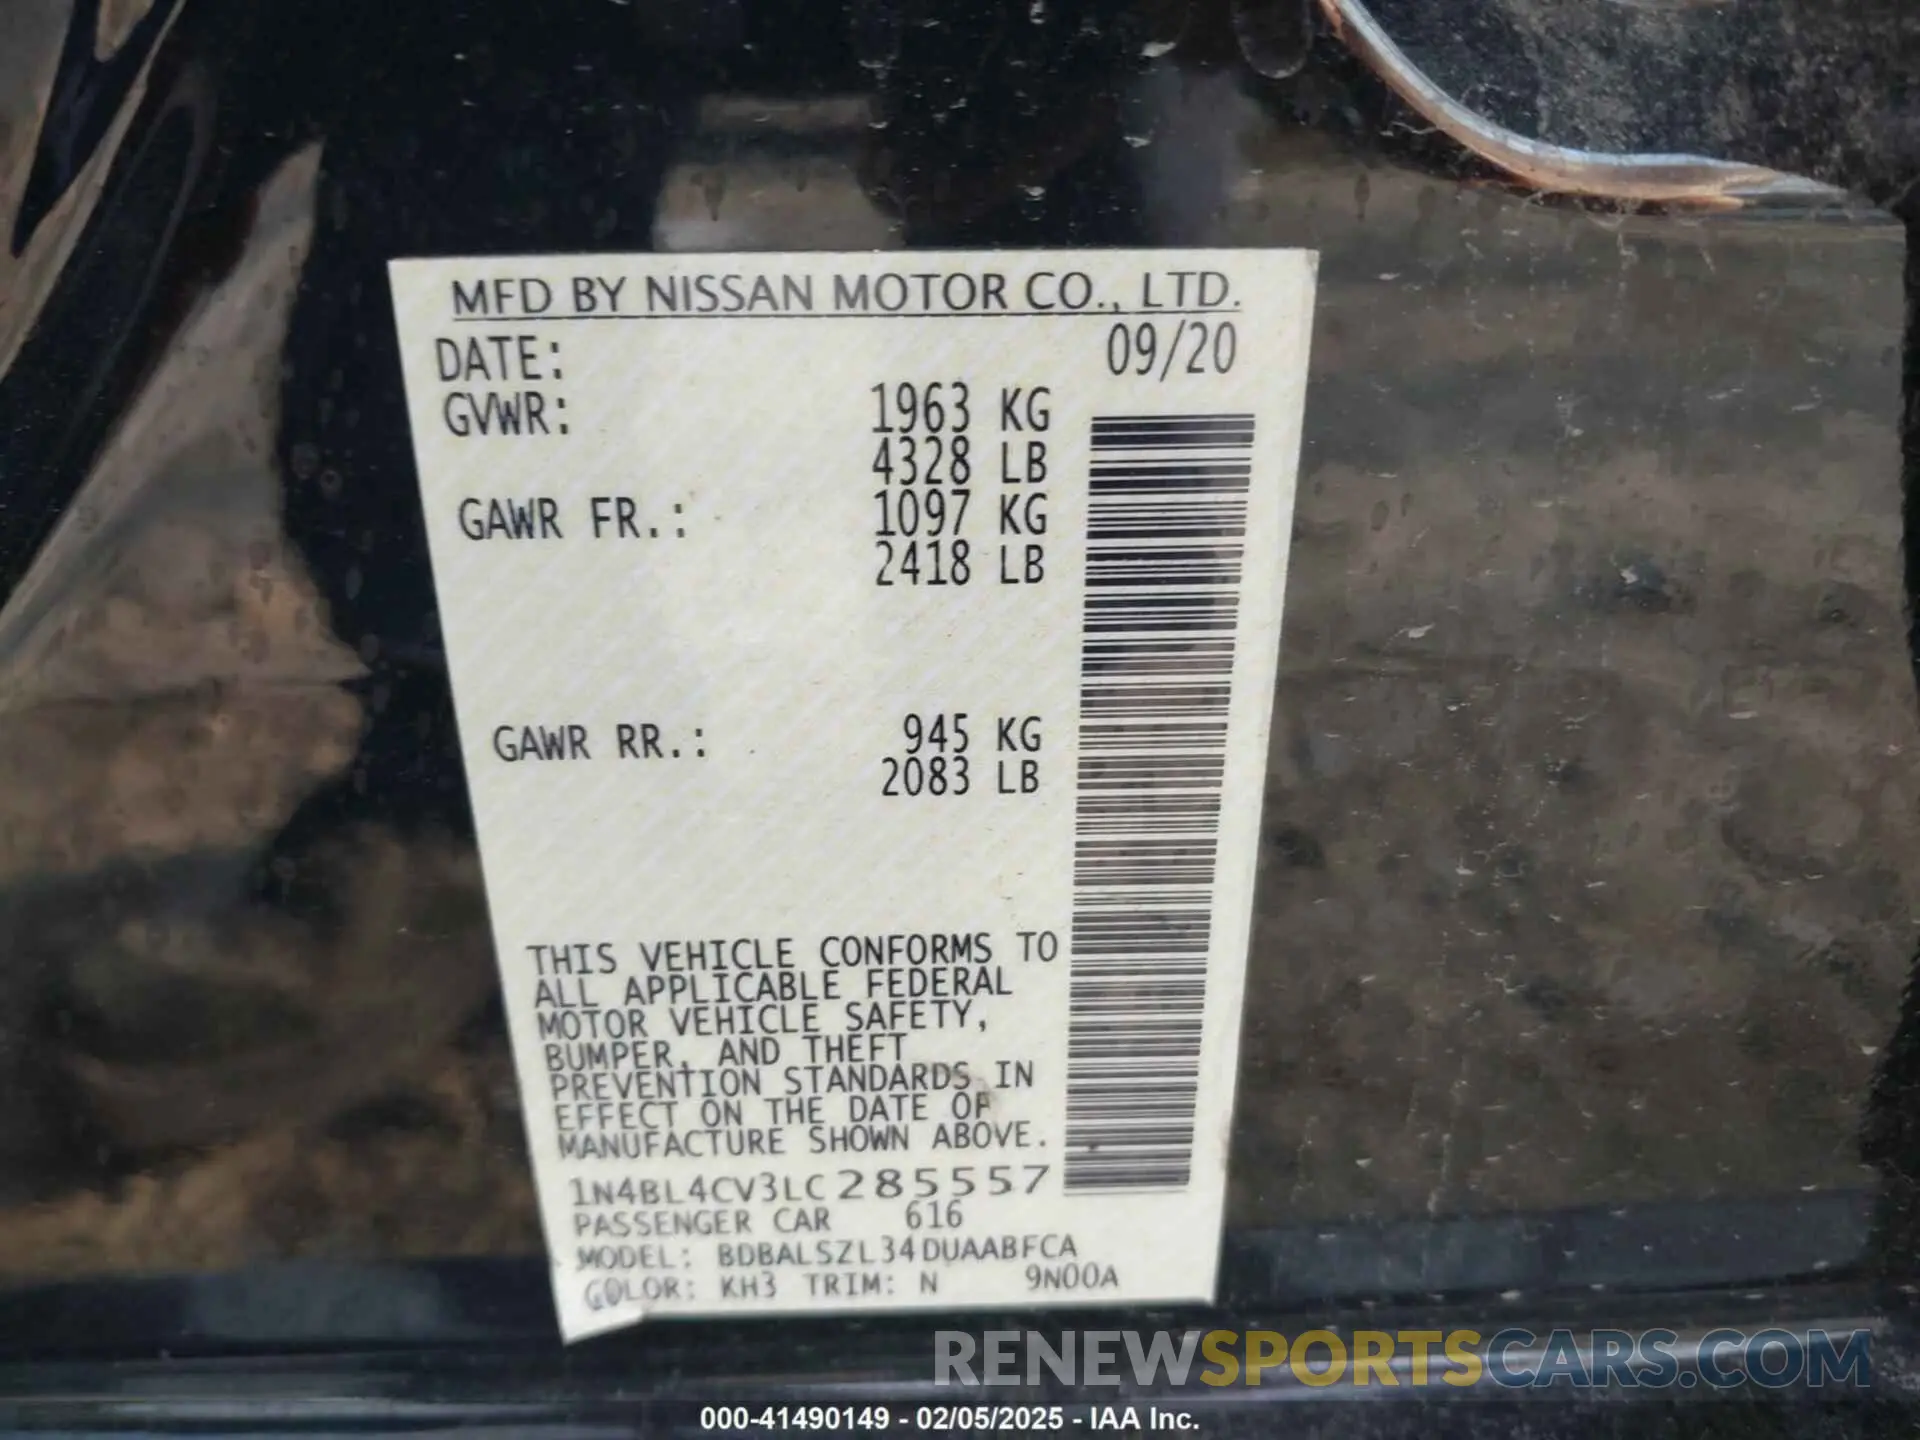 MFD BY NISSAN MOTOR CO., LTD.
DATE: 09/20
GVWR: 1963 KG
4328 LB
GAWR FR.: 1097 KG
2418 LB
GAWR RR.: 945 KG
2083 LB
THIS VEHICLE CONFORMS TO
ALL APPLICABLE FEDERAL
MOTOR VEHICLE SAFETY,
BUMPER, AND THEFT
PREVENTION STANDARDS IN
EFFECT ON THE DATE OF
MANUFACTURE SHOWN ABOVE.
1N4BL4CV3LC285557
PASSENGER CAR 616
MODEL: BDBALSZL34DUAABFCA
COLOR: KH3 TRIM: N 9N00A
RENEWSPORTSCARS.COM
000-41490149 - 02/05/2025 - IAA Inc.